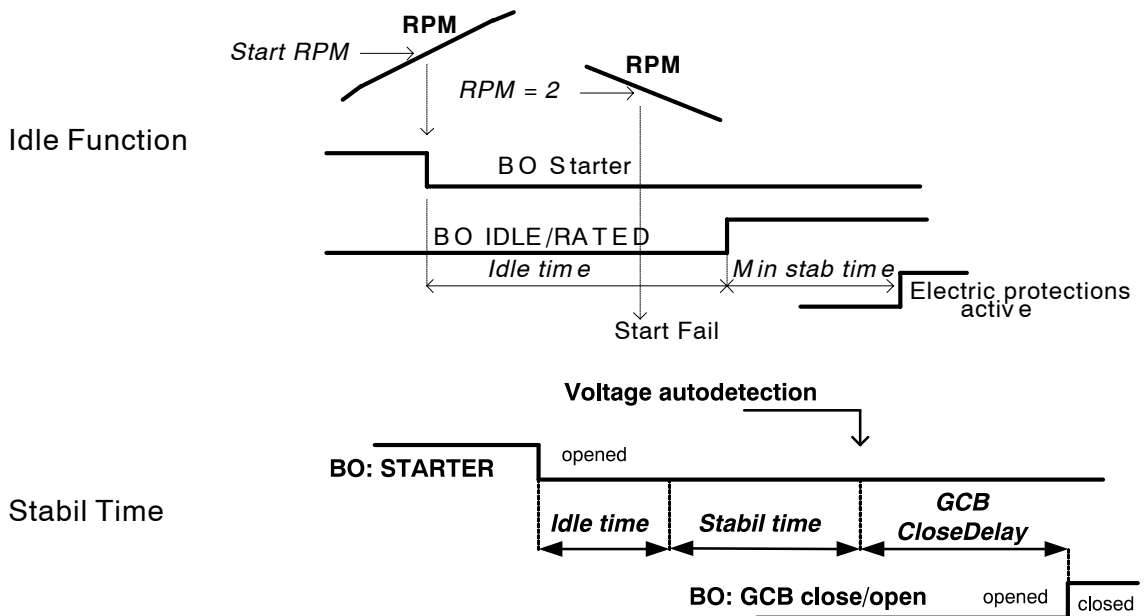 RPM
Start RPM
RPM
RPM = 2
Idle Function
BO Starter
BO IDLE/RATED
Idle time
Min stab time
Electric protections
active
Start Fail
Voltage autodetection
opened
BO: STARTER
Stabil Time
Idle time
Stabil time
GCB
CloseDelay
BO: GCB close/open
opened
closed